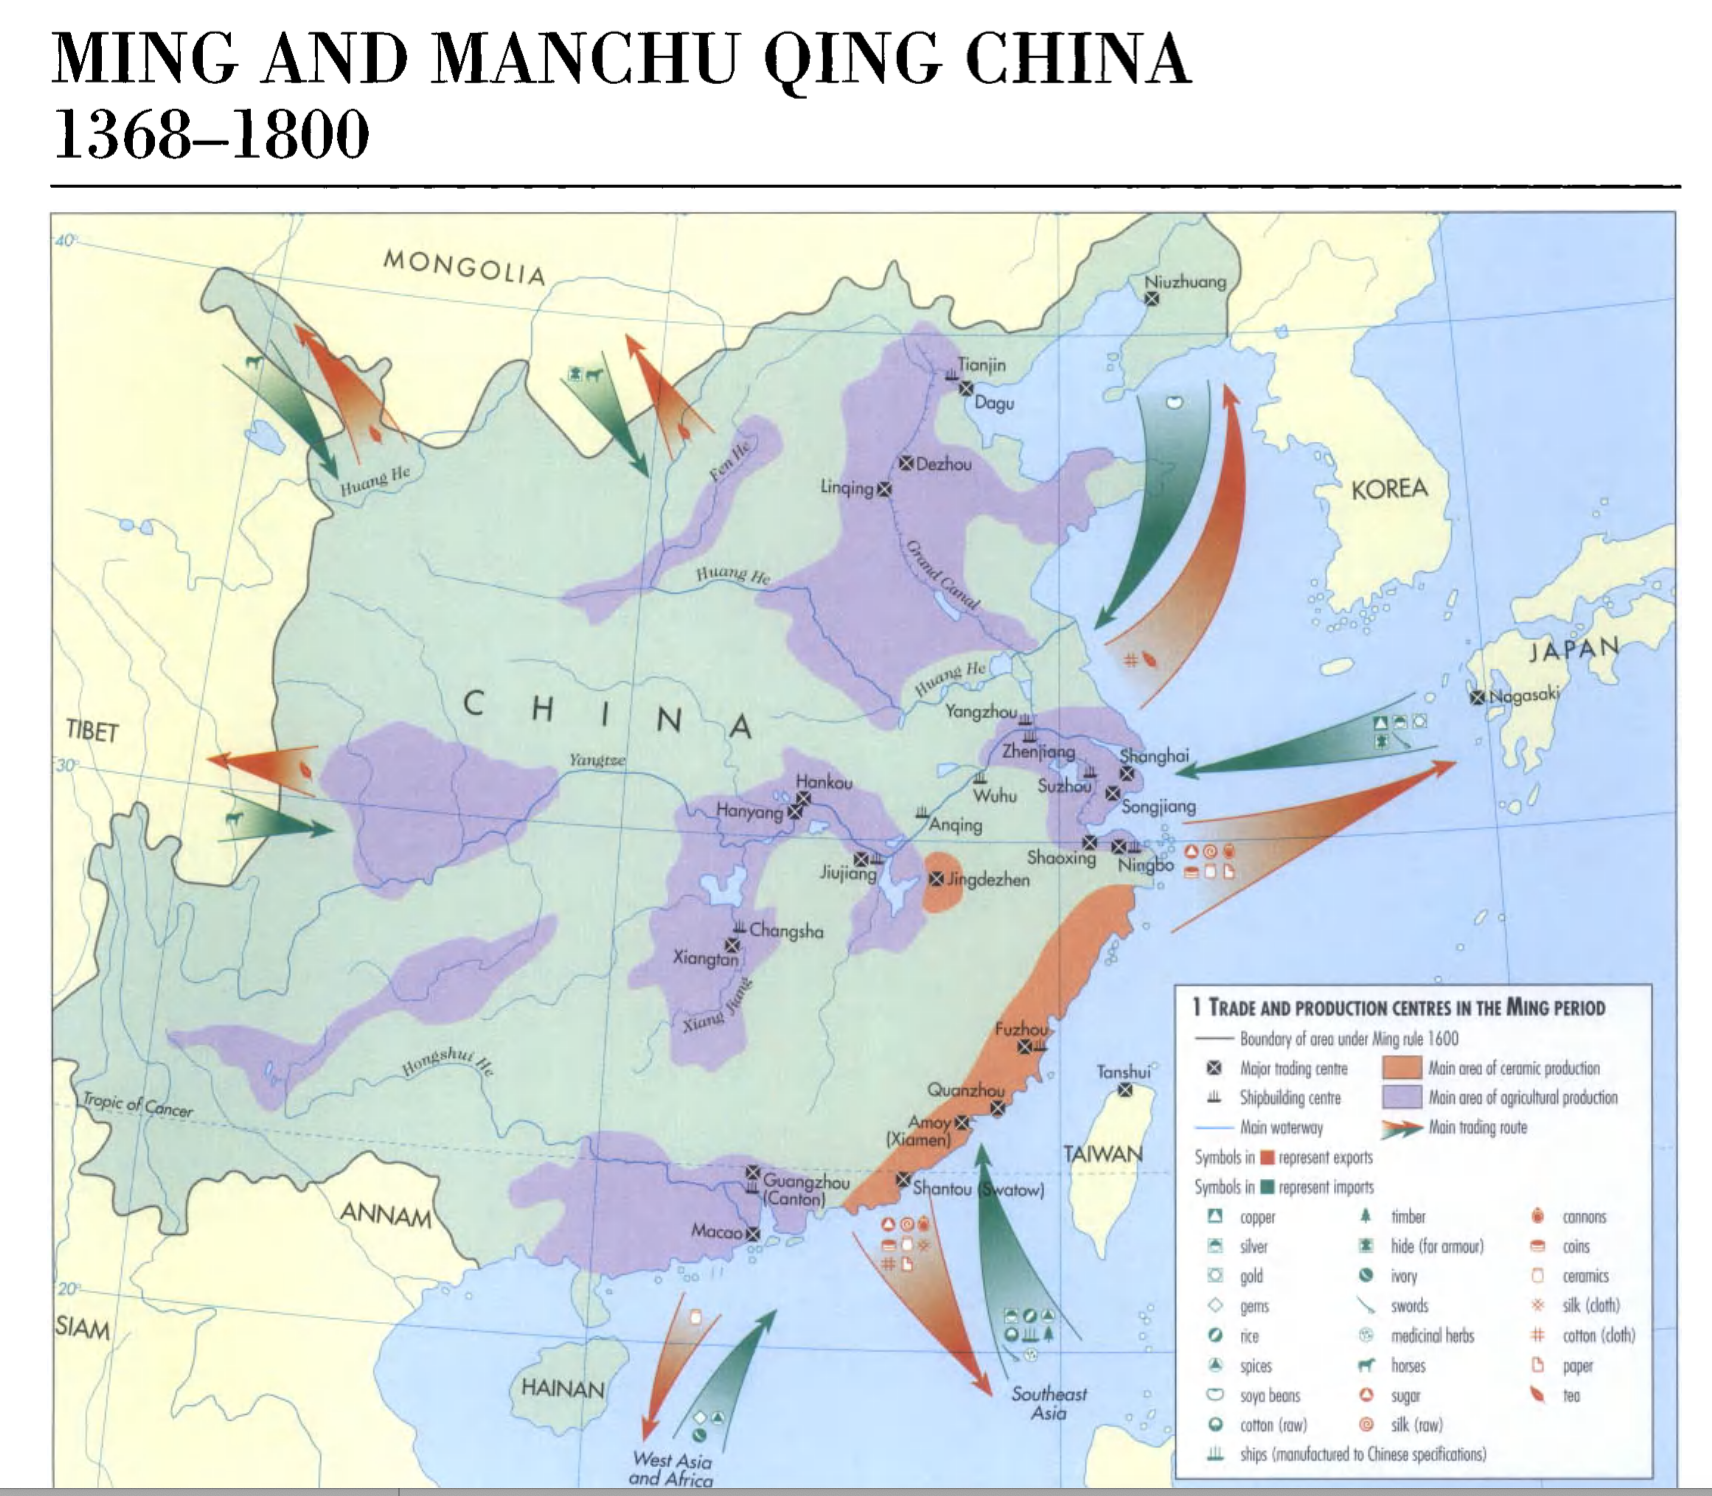 MING AND MANCHU QING CHINA
1368–1800
40°
MONGOLIA
Niuzhuang
Tianjin
Dagu
Huang He
Fen He
Dezhou
Linqing
KOREA
Grand Canal
Huang He
JAPAN
Huang He
Nagasaki
CHINA
Yangzhou
TIBET
Zhenjiang
Shanghai
30°
Yangtze
Hankou
Suzhou
Wuhu
Hanyang
Songjiang
Anqing
Shaoxing
Ningbo
Jiujiang
Jingdezhen
Changsha
Xiangtan
Xiang Jiang
Fuzhou
Hongshui He
Tanshui
Quanzhou
Tropic of Cancer
Amoy
(Xiamen)
TAIWAN
Guangzhou
(Canton)
Shantou (Swatow)
ANNAM
Macao
20°
SIAM
HAINAN
Southeast
Asia
West Asia
and Africa
1 TRADE AND PRODUCTION CENTRES IN THE MING PERIOD
Boundary of area under Ming rule 1600
Major trading centre
Main area of ceramic production
Shipbuilding centre
Main area of agricultural production
Main waterway
Main trading route
Symbols in represent exports
Symbols in represent imports
copper
timber
cannons
silver
hide (for armour)
coins
gold
ivory
ceramics
gems
swords
silk (cloth)
rice
medicinal herbs
cotton (cloth)
spices
horses
paper
soya beans
sugar
tea
cotton (raw)
silk (raw)
ships (manufactured to Chinese specifications)